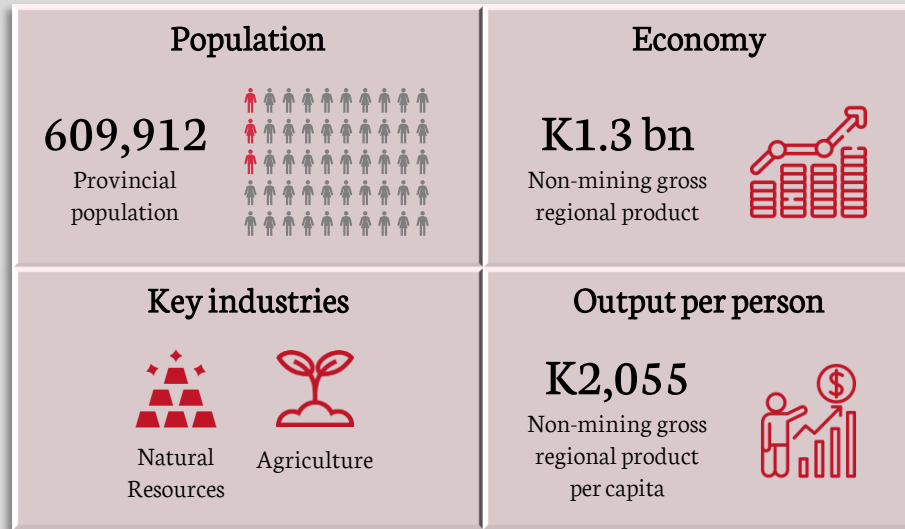 Population
609,912
Provincial
population
Economy
K1.3 bn
Non-mining gross
regional product
Key industries
Natural
Resources
Agriculture
Output per person
K2,055
$
Non-mining gross
regional product
per capita